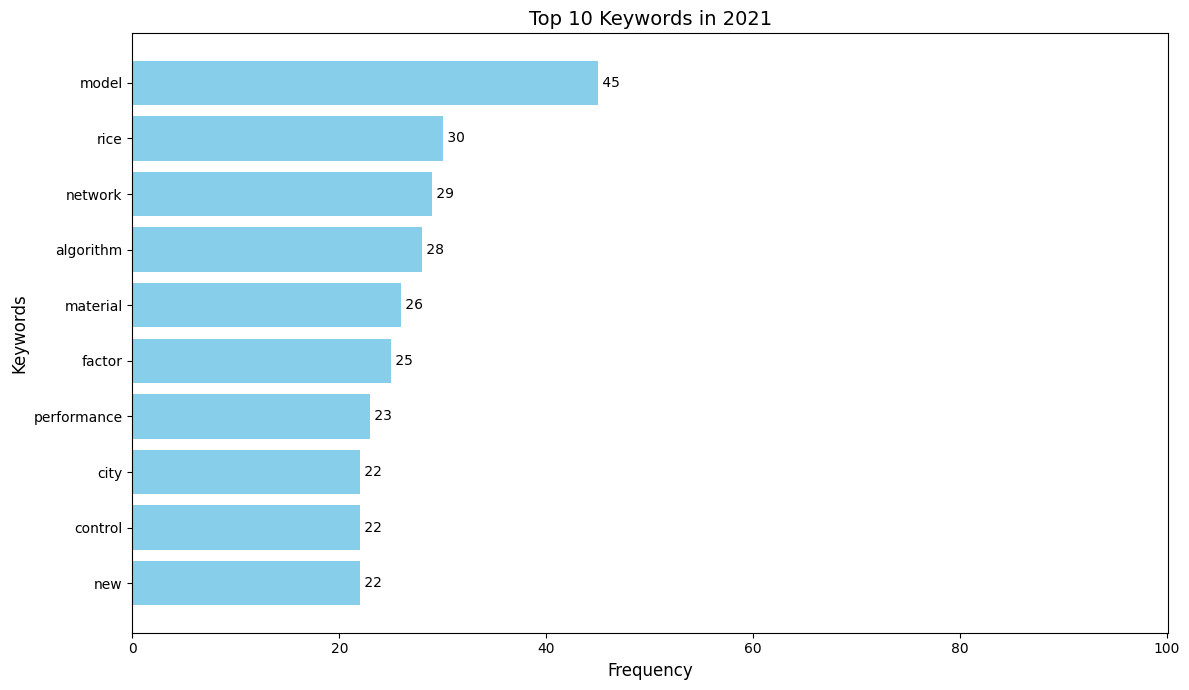 Top 10 Keywords in 2021
Keywords
model 45
rice 30
network 29
algorithm 28
material 26
factor 25
performance 23
city 22
control 22
new 22
0 20 40 60 80 100
Frequency